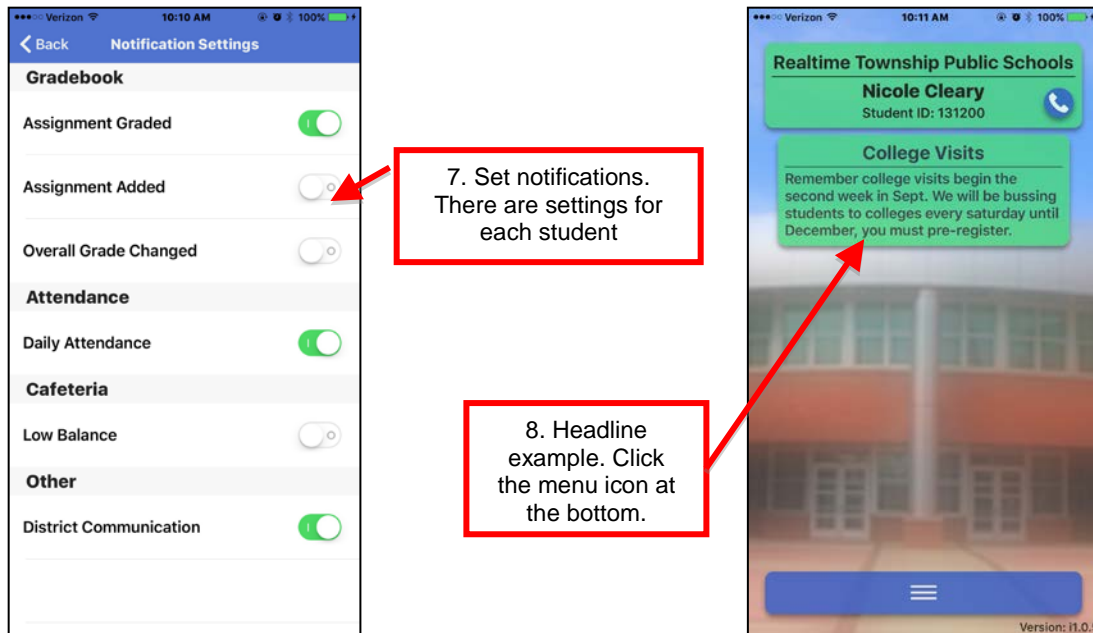 Verizon 10:10 AM 100%
Back Notification Settings
Gradebook
Assignment Graded
Assignment Added
Overall Grade Changed
Attendance
Daily Attendance
Cafeteria
Low Balance
Other
District Communication
7. Set notifications.
There are settings for
each student
8. Headline
example. Click
the menu icon at
the bottom.
Verizon 10:11 AM 100%
Realtime Township Public Schools
Nicole Cleary
Student ID: 131200
College Visits
Remember college visits begin the
second week in Sept. We will be bussing
students to colleges every saturday until
December, you must pre-register.
Version: i1.0.